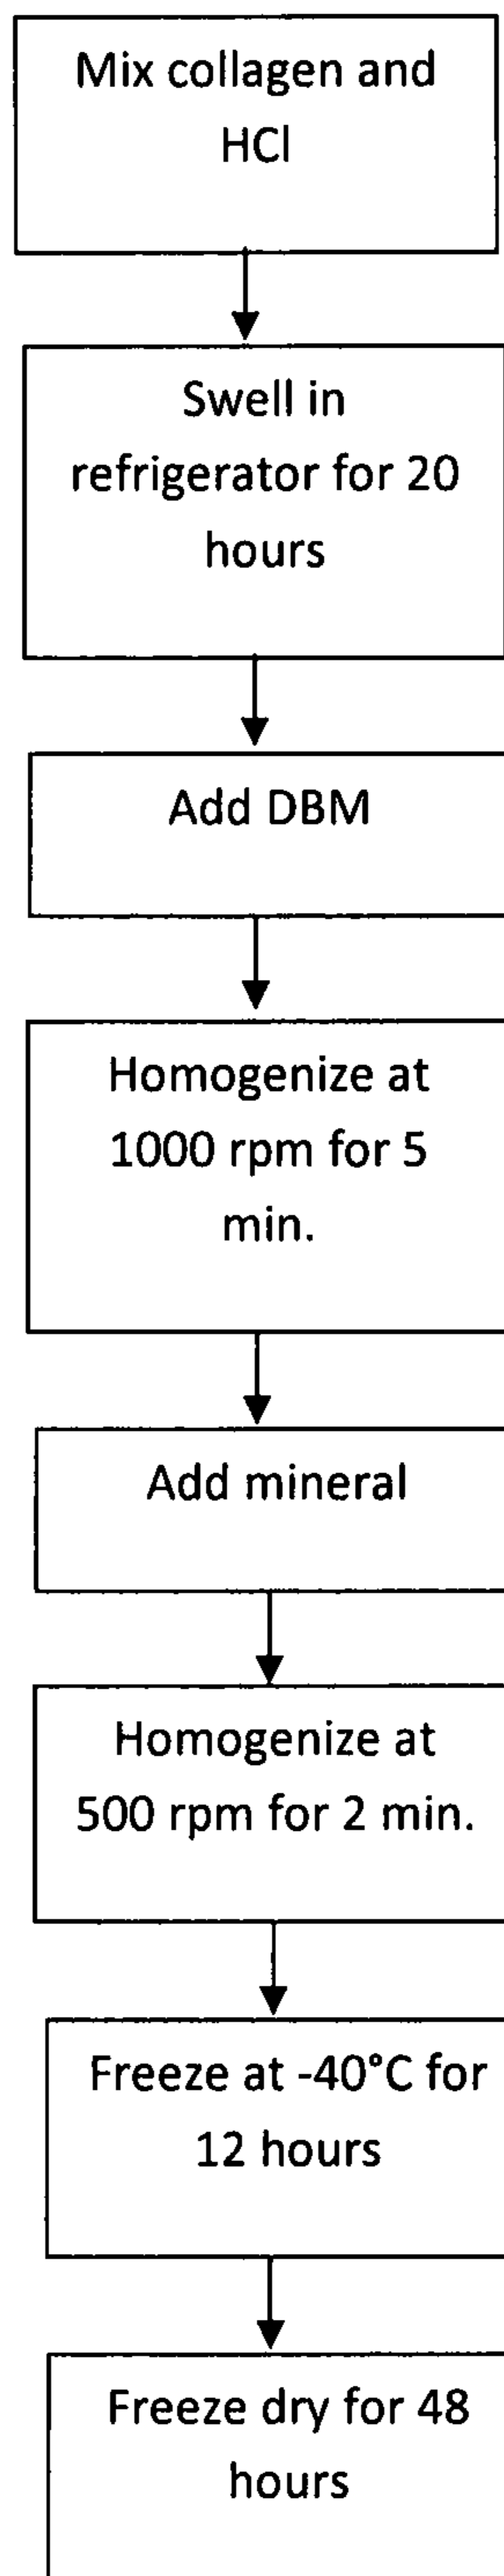 Mix collagen and
HCl
Swell in
refrigerator for 20
hours
Add DBM
Homogenize at
1000 rpm for 5
min.
Add mineral
Homogenize at
500 rpm for 2 min.
Freeze at -40°C for
12 hours
Freeze dry for 48
hours